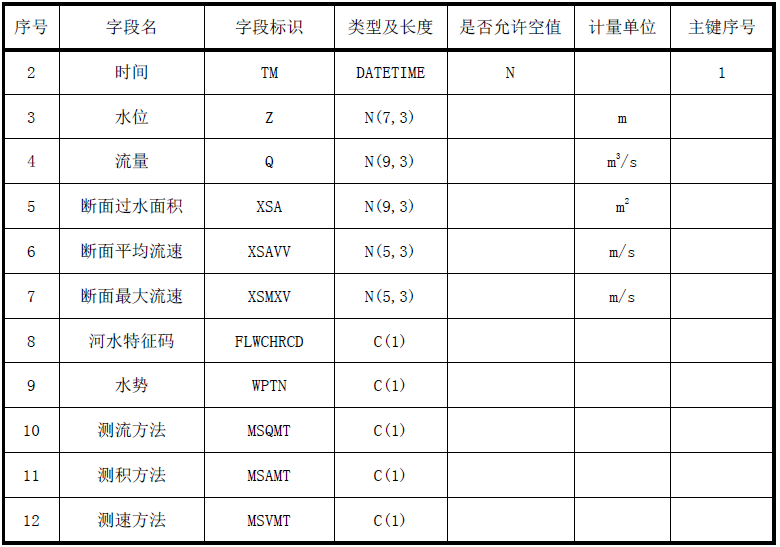 序号 字段名 字段标识 类型及长度 是否允许空值 计量单位 主键序号
2 时间 TM DATETIME N 1
3 水位 Z N(7,3) m
4 流量 Q N(9,3) m³/s
5 断面过水面积 XSA N(9,3) m²
6 断面平均流速 XSAVV N(5,3) m/s
7 断面最大流速 XSMXV N(5,3) m/s
8 河水特征码 FLWCHRCD C(1)
9 水势 WPTN C(1)
10 测流方法 MSQMT C(1)
11 测积方法 MSAMT C(1)
12 测速方法 MSVMT C(1)